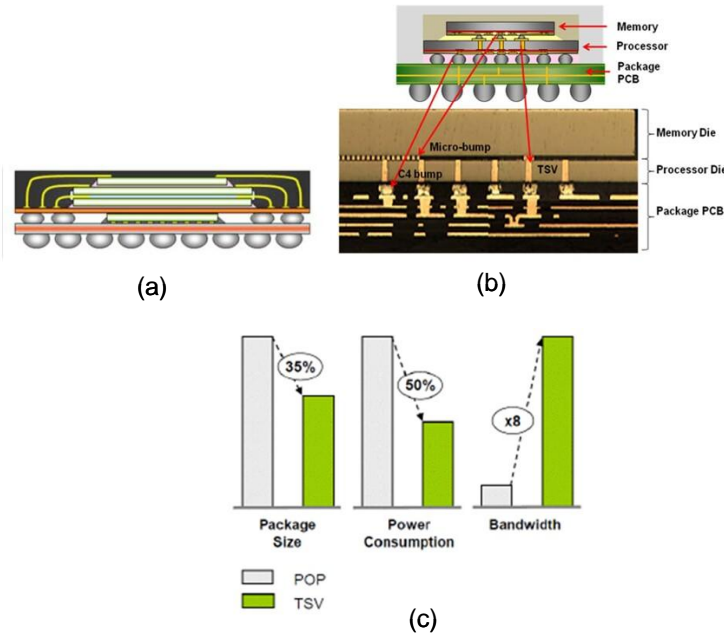 Memory
Processor
Package
PCB
Micro-bump
C4 bump
TSV
Memory Die
Processor Die
Package PCB
(a)
(b)
35%
50%
x8
Package
Size
Power
Consumption
Bandwidth
POP
TSV
(c)